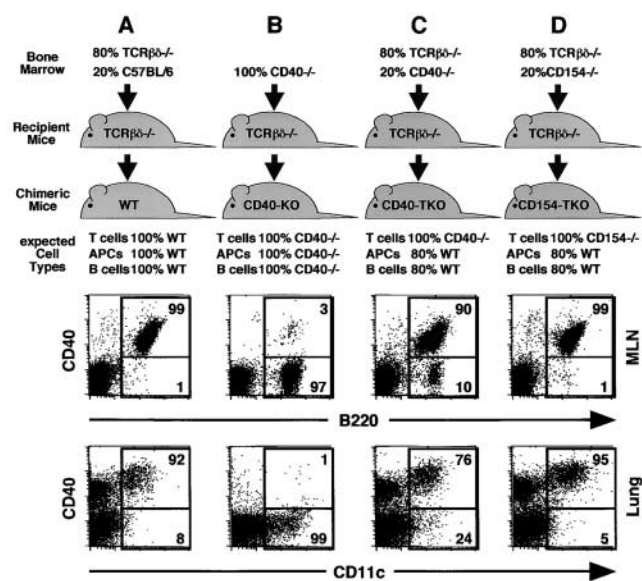 A B C D
Bone Marrow
80% TCRβδ-/- 20% C57BL/6
100% CD40-/-
80% TCRβδ-/- 20% CD40-/-
80% TCRβδ-/- 20%CD154-/-
Recipient Mice
TCRβδ-/- TCRβδ-/- TCRβδ-/- TCRβδ-/-
Chimeric Mice
WT CD40-KO CD40-TKO CD154-TKO
expected Cell Types
T cells 100% WT
APCs 100% WT
B cells 100% WT
T cells 100% CD40-/-
APCs 100% CD40-/-
B cells 100% CD40-/-
T cells 100% CD40-/-
APCs 80% WT
B cells 80% WT
T cells 100% CD154-/-
APCs 80% WT
B cells 80% WT
CD40
99 3 90 99
1 97 10 1
MLN
B220
CD40
92 1 76 95
8 99 24 5
Lung
CD11c